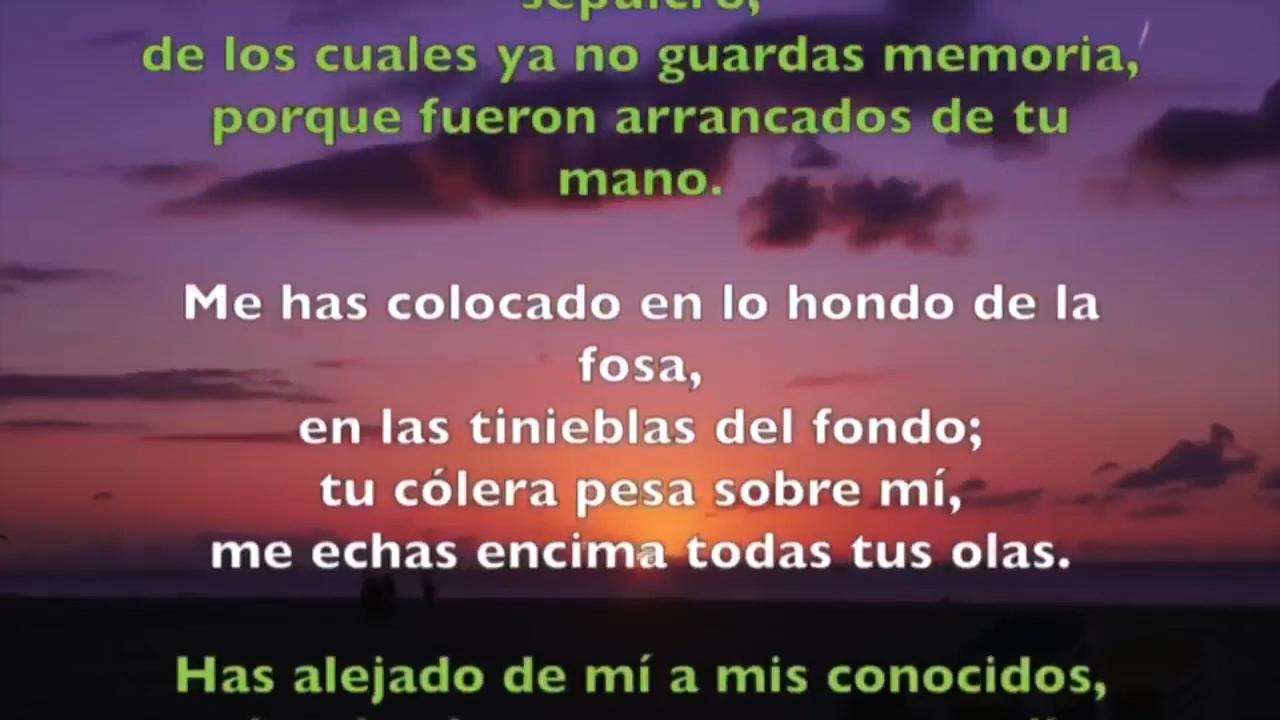 sepulcro,
de los cuales ya no guardas memoria,
porque fueron arrancados de tu
mano.
Me has colocado en lo hondo de la
fosa,
en las tinieblas del fondo;
tu cólera pesa sobre mí,
me echas encima todas tus olas.
Has alejado de mí a mis conocidos,